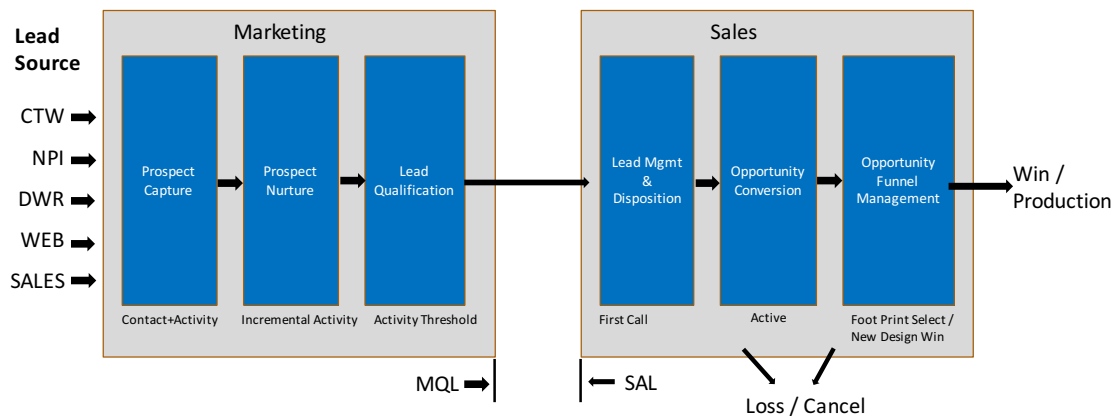 Lead
Source
CTW
NPI
DWR
WEB
SALES
Marketing
Prospect
Capture
Prospect
Nurture
Lead
Qualification
Contact+Activity
Incremental Activity
Activity Threshold
MQL
Sales
Lead Mgmt
&
Disposition
Opportunity
Conversion
Opportunity
Funnel
Management
First Call
Active
Foot Print Select /
New Design Win
SAL
Loss / Cancel
Win /
Production